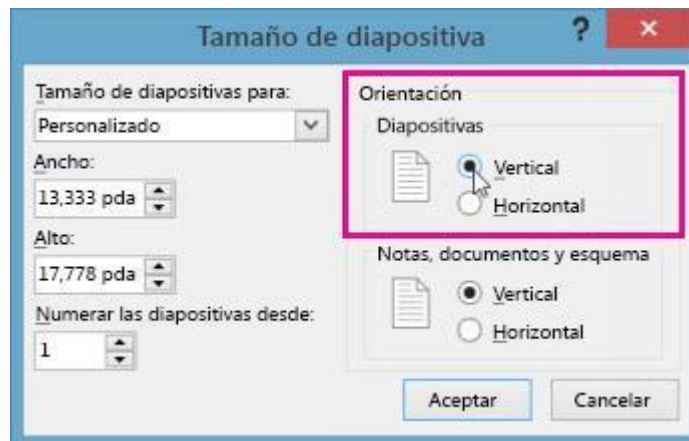 Tamaño de diapositiva
?
Tamaño de diapositivas para:
Personalizado
Ancho:
13,333 pda
Alto:
17,778 pda
Numerar las diapositivas desde:
1
Orientación
Diapositivas
Vertical
Horizontal
Notas, documentos y esquema
Vertical
Horizontal
Aceptar
Cancelar